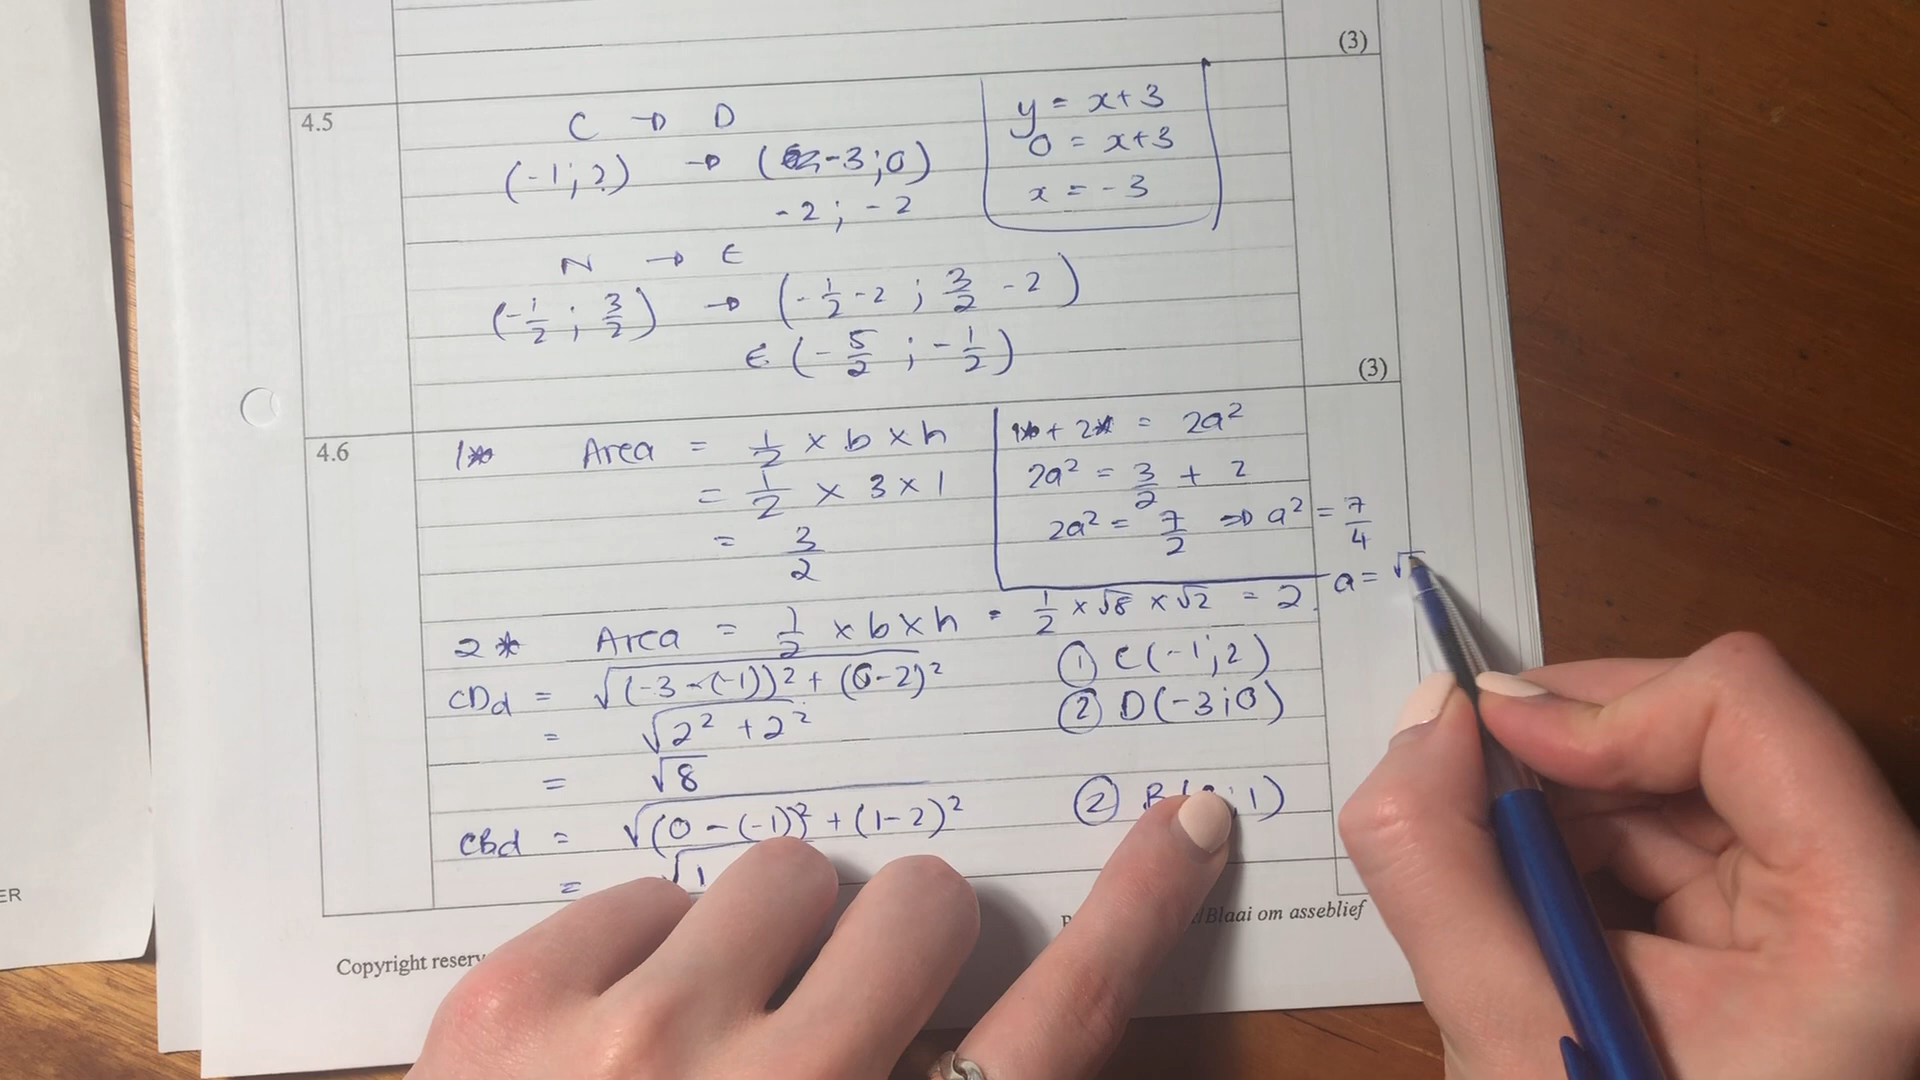 (3)
4.5
C → D
(-1;2) → (-3;0)
-2 ; -2
y = x+3
0 = x+3
x = -3
N → E
(-1/2 ; 3/2) → (-1/2 -2 ; 3/2 -2)
E (-5/2 ; -1/2)
(3)
4.6
1* Area = 1/2 × b × h
= 1/2 × 3 × 1
= 3/2
1* + 2* = 2a²
2a² = 3/2 + 2
2a² = 7/2 ⇒ a² = 7/4
a = √
2* Area = 1/2 × b × h = 1/2 × √8 × √2 = 2
CDd = √(-3-(-1))² + (0-2)²
= √2² + 2²
= √8
① C(-1;2)
② D(-3;0)
CBd = √(0-(-1))² + (1-2)²
= √1
② B( ;1)
Copyright
Blaai om asseblief
ER